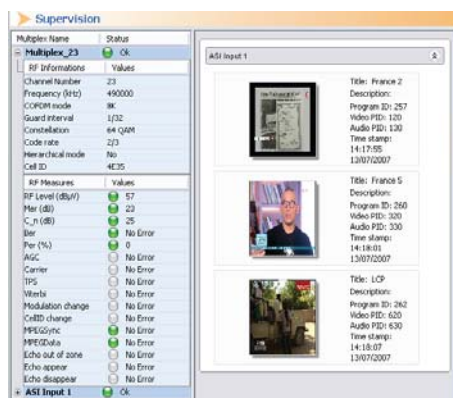 Supervision
Multiplex Name Status
Multiplex_23 Ok
RF Informations Values
Channel Number 23
Frequency (kHz) 490000
COFDM mode 8K
Guard interval 1/32
Constellation 64 QAM
Code rate 2/3
Hierarchical mode No
Cell ID 4E35
RF Measures Values
RF Level (dBµV) 57
Mer (dB) 23
C_n (dB) 25
Ber No Error
Per (%) 0
AGC No Error
Carrier No Error
TPS No Error
Viterbi No Error
Modulation change No Error
CellID change No Error
MPEGSync No Error
MPEGData No Error
Echo out of zone No Error
Echo appear No Error
Echo disappear No Error
ASI Input 1 Ok
ASI Input 1
Title: France 2
Description:
Program ID: 257
Video PID: 120
Audio PID: 130
Time stamp:
14:17:55
13/07/2007
Title: France 5
Description:
Program ID: 260
Video PID: 320
Audio PID: 330
Time stamp:
14:18:01
13/07/2007
Title: LCP
Description:
Program ID: 262
Video PID: 620
Audio PID: 630
Time stamp:
14:18:07
13/07/2007